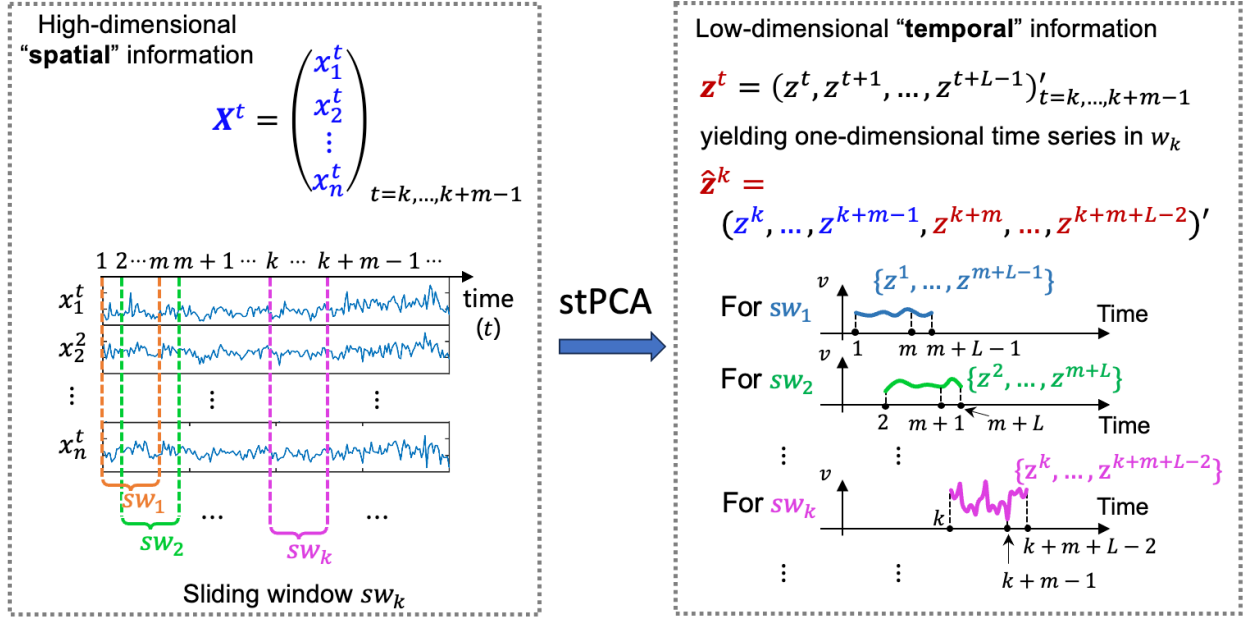 High-dimensional
“spatial” information
X^t = (x_1^t x_2^t ⋮ x_n^t)_{t=k,…,k+m−1}
1 2 ⋯ m m + 1 ⋯ k ⋯ k + m − 1 ⋯
time
(t)
x_1^t
x_2^2
⋮ ⋮ ⋮
x_n^t
sw_1
sw_2 … sw_k …
Sliding window sw_k
stPCA
Low-dimensional “temporal” information
z^t = (z^t, z^{t+1}, …, z^{t+L−1})′_{t=k,…,k+m−1}
yielding one-dimensional time series in w_k
ẑ^k =
(z^k, …, z^{k+m−1}, z^{k+m}, …, z^{k+m+L−2})′
v {z^1, …, z^{m+L−1}}
For sw_1 Time
1 m m + L − 1
v
For sw_2 {z^2, …, z^{m+L}}
2 m + 1 m + L Time
⋮ ⋮
v {z^k, …, z^{k+m+L−2}}
For sw_k k Time
k + m + L − 2
⋮ ⋮ k + m − 1